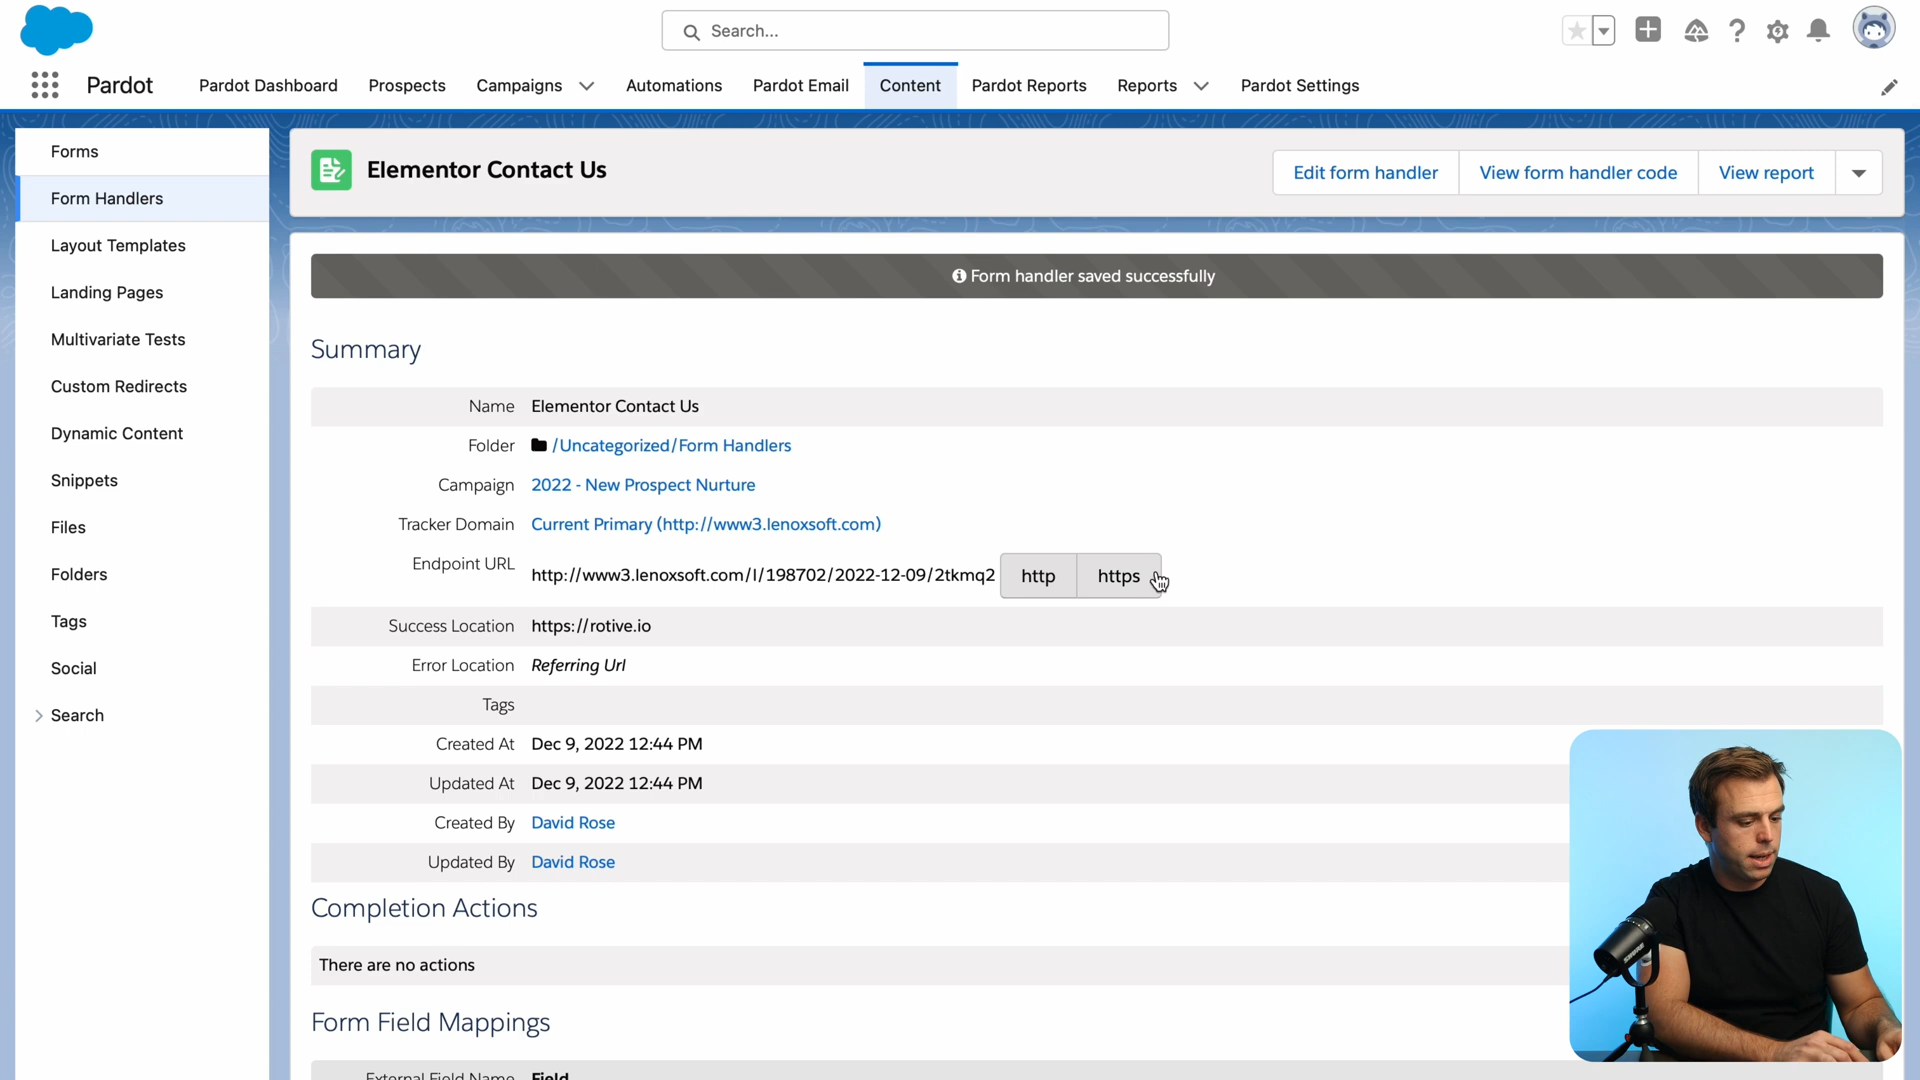 Search...
Pardot
Pardot Dashboard
Prospects
Campaigns
Automations
Pardot Email
Content
Pardot Reports
Reports
Pardot Settings
Forms
Form Handlers
Layout Templates
Landing Pages
Multivariate Tests
Custom Redirects
Dynamic Content
Snippets
Files
Folders
Tags
Social
Search
Elementor Contact Us
Edit form handler
View form handler code
View report
Form handler saved successfully
Summary
Name Elementor Contact Us
Folder /Uncategorized/Form Handlers
Campaign 2022 - New Prospect Nurture
Tracker Domain Current Primary (http://www3.lenoxsoft.com)
Endpoint URL http://www3.lenoxsoft.com/l/198702/2022-12-09/2tkmq2 http https
Success Location https://rotive.io
Error Location Referring Url
Tags
Created At Dec 9, 2022 12:44 PM
Updated At Dec 9, 2022 12:44 PM
Created By David Rose
Updated By David Rose
Completion Actions
There are no actions
Form Field Mappings
External Field Name Field